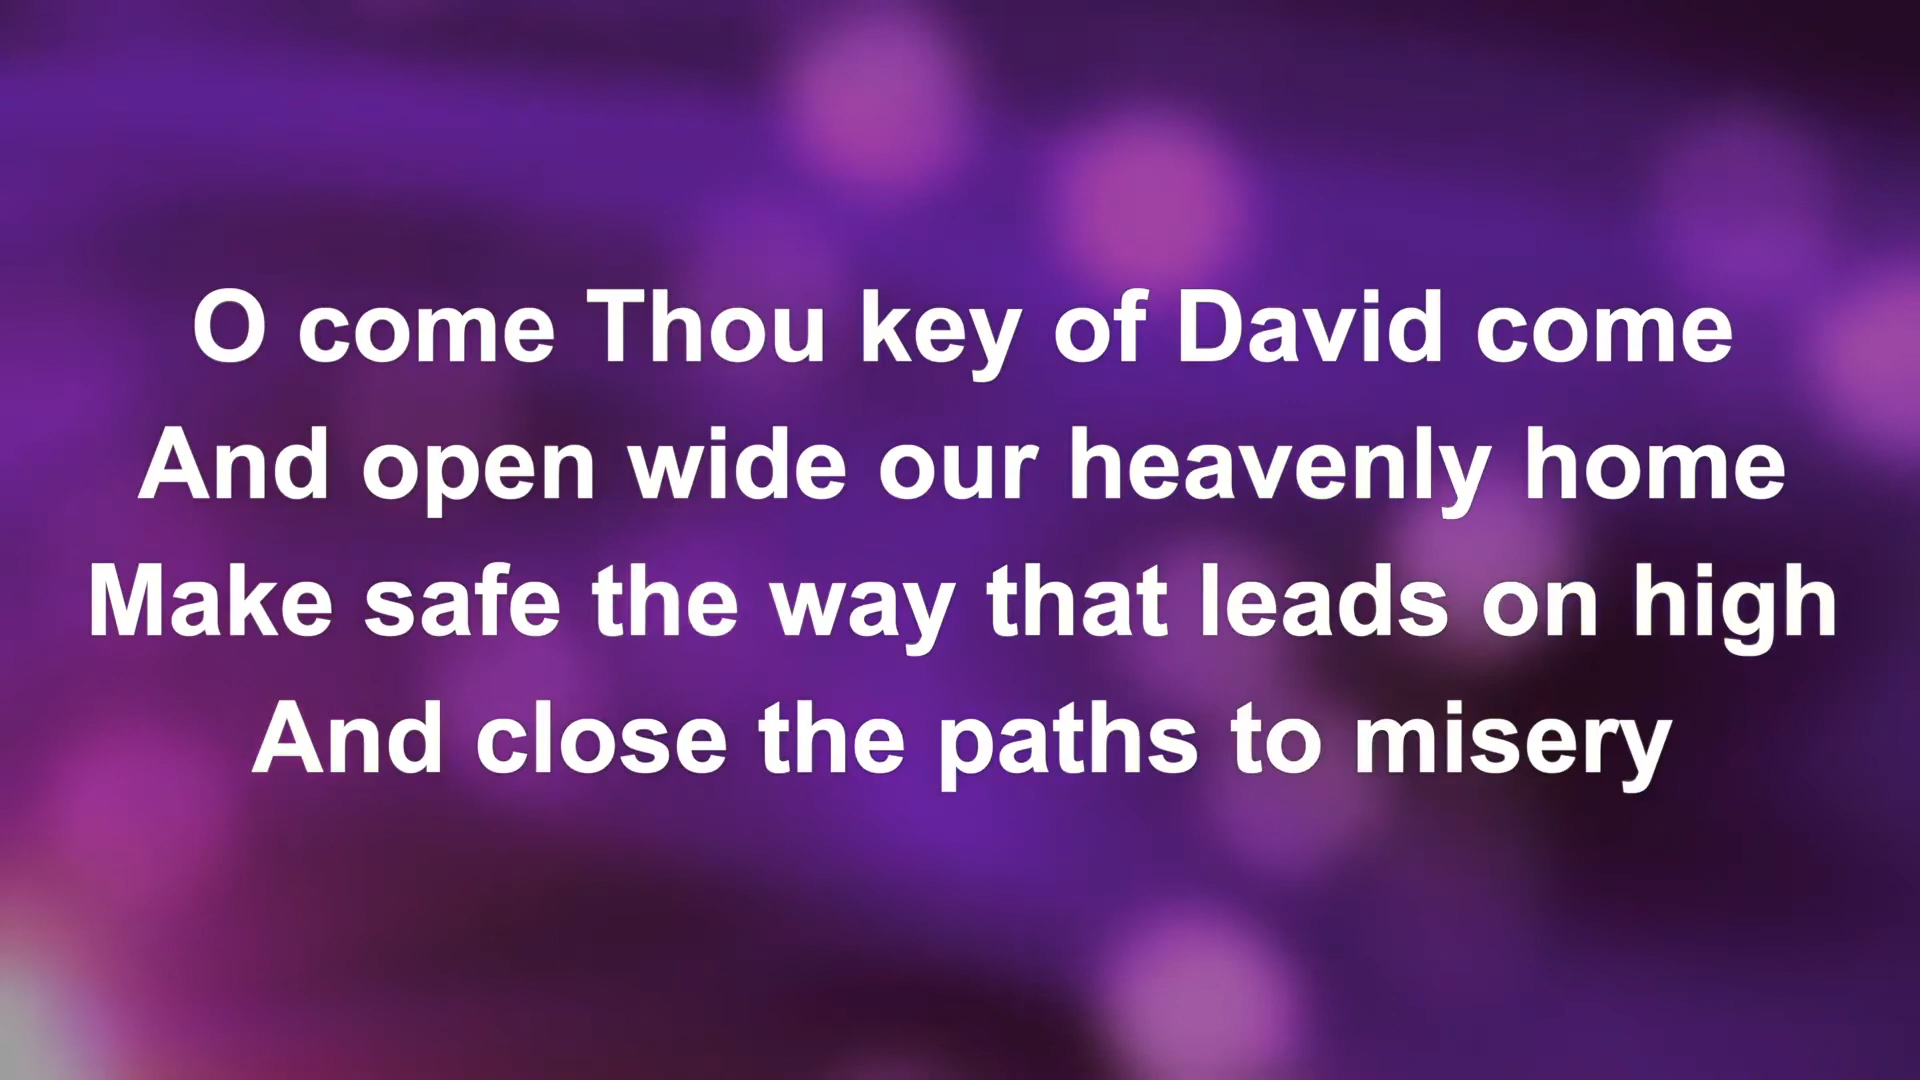 O come Thou key of David come
And open wide our heavenly home
Make safe the way that leads on high
And close the paths to misery